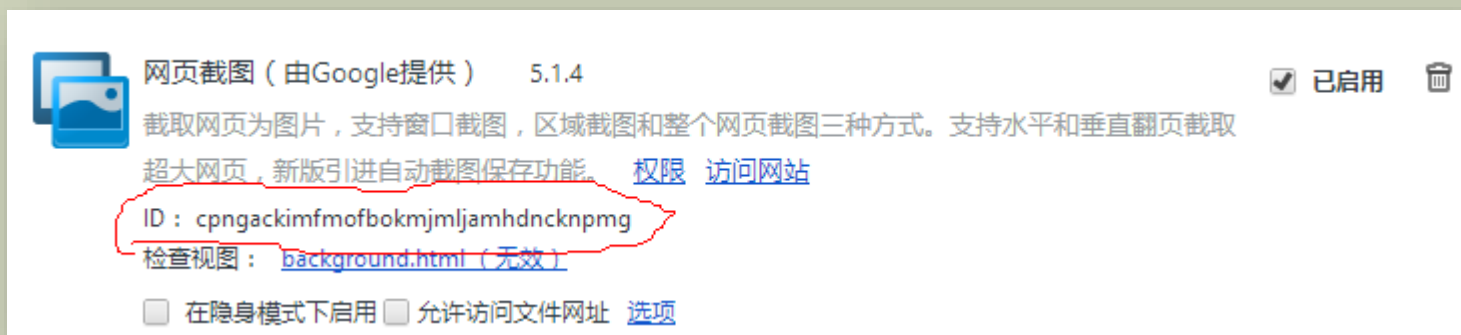 网页截图（由Google提供） 5.1.4 已启用
截取网页为图片，支持窗口截图，区域截图和整个网页截图三种方式。支持水平和垂直翻页截取
超大网页，新版引进自动截图保存功能。 权限 访问网站
ID： cpngackimfmofbokmjmljamhdncknpmg
检查视图： background.html（无效）
在隐身模式下启用 允许访问文件网址 选项